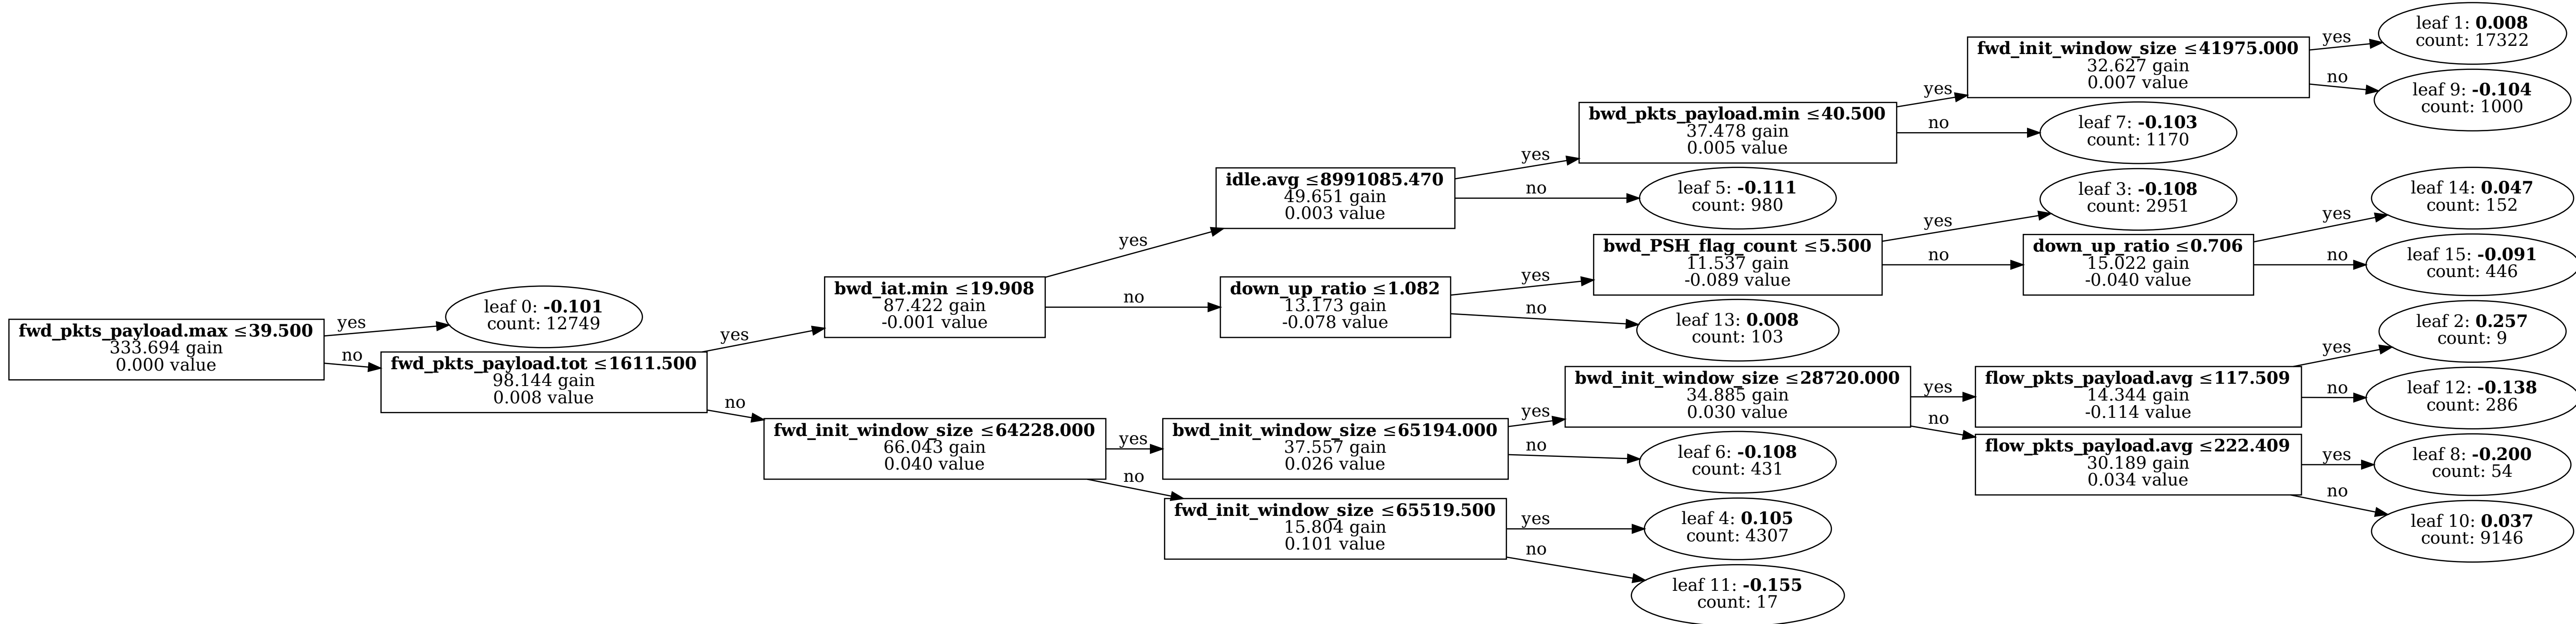 fwd_pkts_payload.max ≤39.500
333.694 gain
0.000 value
yes
no
leaf 0: -0.101
count: 12749
fwd_pkts_payload.tot ≤1611.500
98.144 gain
0.008 value
yes
no
bwd_iat.min ≤19.908
87.422 gain
-0.001 value
yes
no
fwd_init_window_size ≤64228.000
66.043 gain
0.040 value
yes
no
idle.avg ≤8991085.470
49.651 gain
0.003 value
yes
no
down_up_ratio ≤1.082
13.173 gain
-0.078 value
yes
no
bwd_init_window_size ≤65194.000
37.557 gain
0.026 value
yes
no
fwd_init_window_size ≤65519.500
15.804 gain
0.101 value
yes
no
bwd_pkts_payload.min ≤40.500
37.478 gain
0.005 value
yes
no
leaf 5: -0.111
count: 980
bwd_PSH_flag_count ≤5.500
11.537 gain
-0.089 value
yes
no
leaf 13: 0.008
count: 103
bwd_init_window_size ≤28720.000
34.885 gain
0.030 value
yes
no
leaf 6: -0.108
count: 431
leaf 4: 0.105
count: 4307
leaf 11: -0.155
count: 17
fwd_init_window_size ≤41975.000
32.627 gain
0.007 value
yes
no
leaf 7: -0.103
count: 1170
leaf 3: -0.108
count: 2951
down_up_ratio ≤0.706
15.022 gain
-0.040 value
yes
no
flow_pkts_payload.avg ≤117.509
14.344 gain
-0.114 value
yes
no
flow_pkts_payload.avg ≤222.409
30.189 gain
0.034 value
yes
no
leaf 1: 0.008
count: 17322
leaf 9: -0.104
count: 1000
leaf 14: 0.047
count: 152
leaf 15: -0.091
count: 446
leaf 2: 0.257
count: 9
leaf 12: -0.138
count: 286
leaf 8: -0.200
count: 54
leaf 10: 0.037
count: 9146